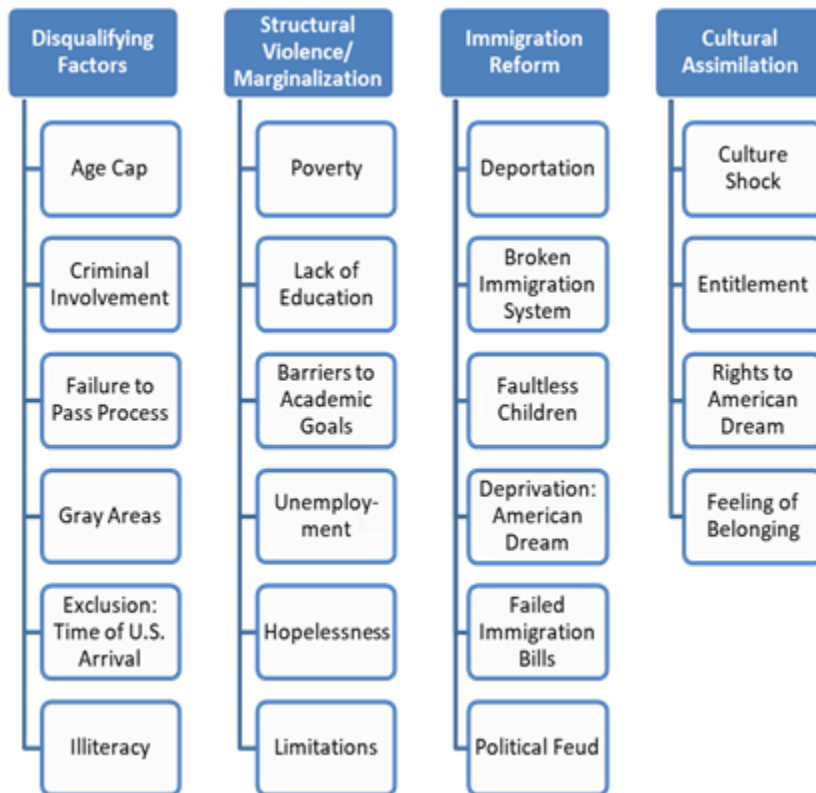 Disqualifying
Factors
Age Cap
Criminal
Involvement
Failure to
Pass Process
Gray Areas
Exclusion:
Time of U.S.
Arrival
Illiteracy
Structural
Violence/
Marginalization
Poverty
Lack of
Education
Barriers to
Academic
Goals
Unemploy-
ment
Hopelessness
Limitations
Immigration
Reform
Deportation
Broken
Immigration
System
Faultless
Children
Deprivation:
American
Dream
Failed
Immigration
Bills
Political Feud
Cultural
Assimilation
Culture
Shock
Entitlement
Rights to
American
Dream
Feeling of
Belonging